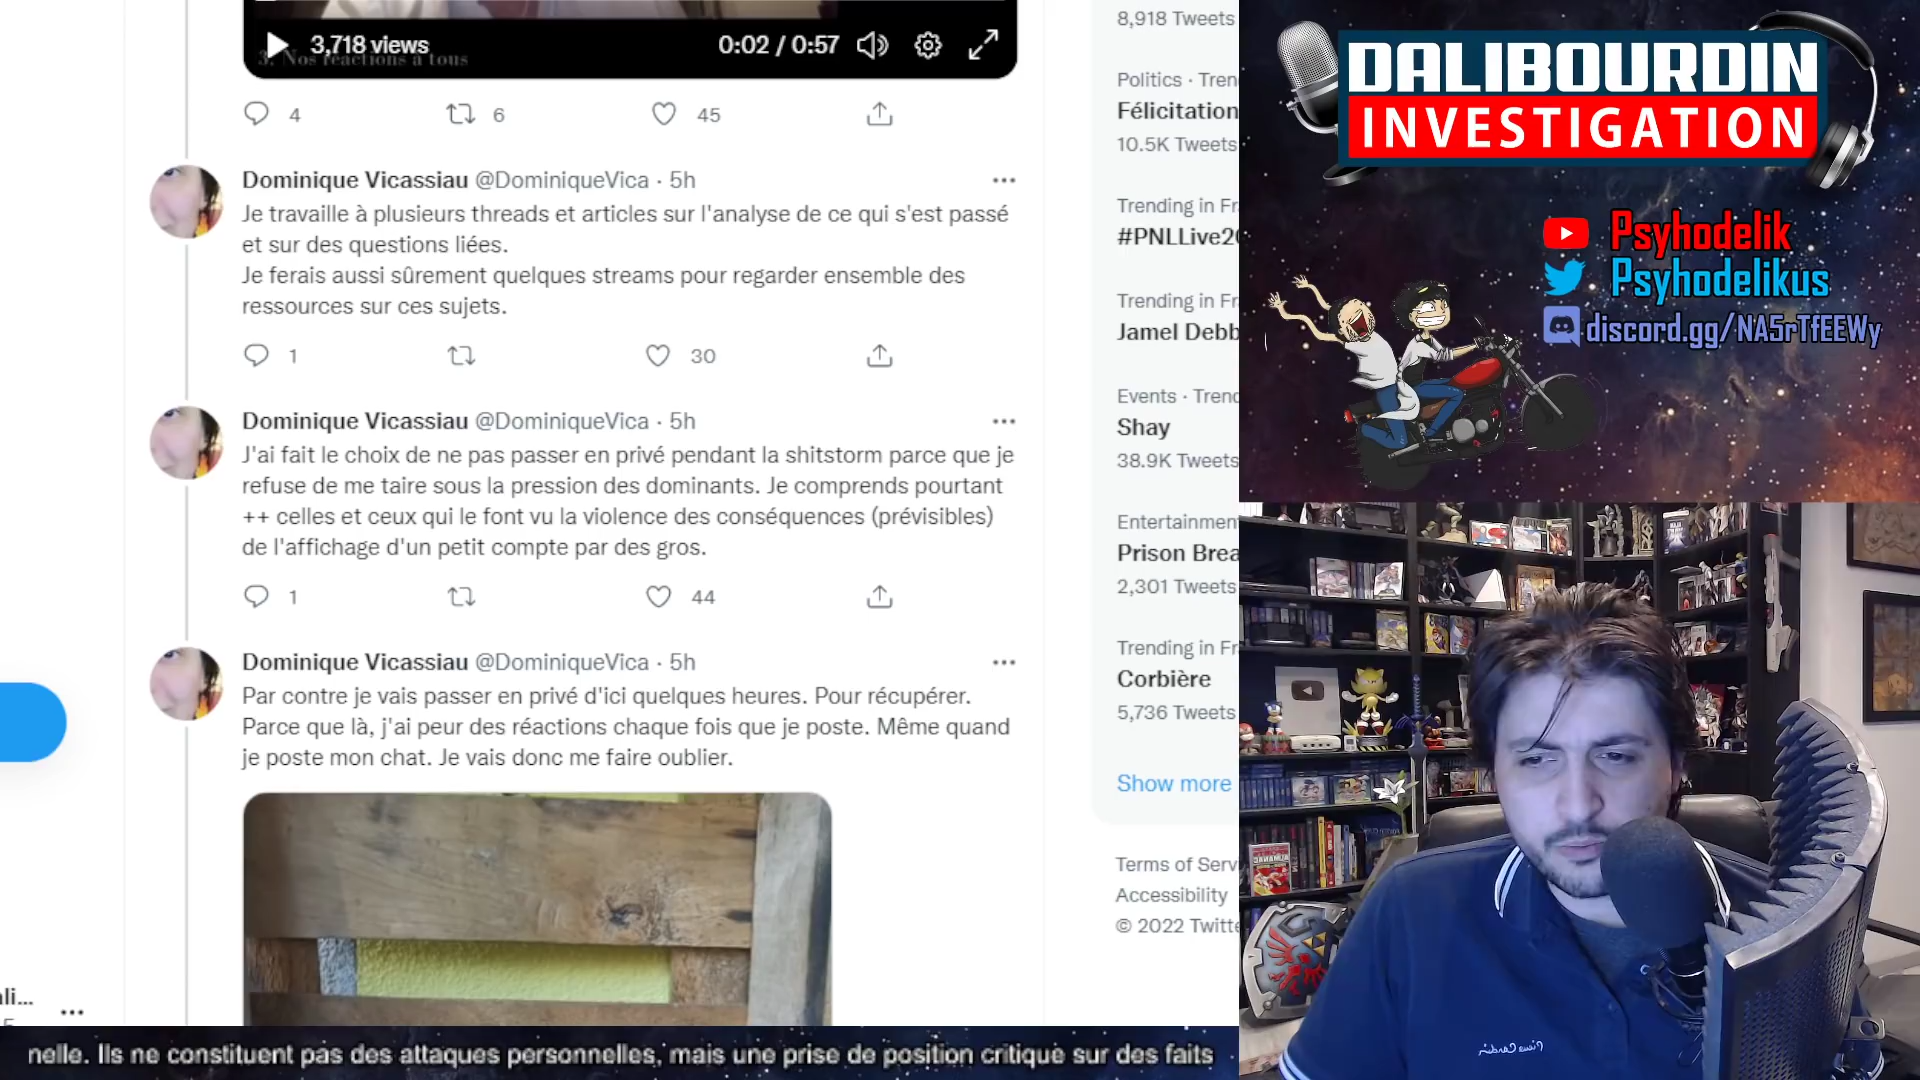 3,718 views
0:02 / 0:57
3. Nos réactions à tous
4
6
45
Dominique Vicassiau @DominiqueVica · 5h
Je travaille à plusieurs threads et articles sur l'analyse de ce qui s'est passé
et sur des questions liées.
Je ferais aussi sûrement quelques streams pour regarder ensemble des
ressources sur ces sujets.
1
30
Dominique Vicassiau @DominiqueVica · 5h
J'ai fait le choix de ne pas passer en privé pendant la shitstorm parce que je
refuse de me taire sous la pression des dominants. Je comprends pourtant
++ celles et ceux qui le font vu la violence des conséquences (prévisibles)
de l'affichage d'un petit compte par des gros.
1
44
Dominique Vicassiau @DominiqueVica · 5h
Par contre je vais passer en privé d'ici quelques heures. Pour récupérer.
Parce que là, j'ai peur des réactions chaque fois que je poste. Même quand
je poste mon chat. Je vais donc me faire oublier.
8,918 Tweets
Politics · Tren
Félicitation
10.5K Tweets
Trending in Fr
#PNLLive2
Trending in Fr
Jamel Debb
Events · Trend
Shay
38.9K Tweets
Entertainmen
Prison Brea
2,301 Tweets
Trending in Fr
Corbière
5,736 Tweets
Show more
Terms of Serv
Accessibility
© 2022 Twitte
DALIBOURDIN
INVESTIGATION
Psyhodelik
Psyhodelikus
discord.gg/NA5rTfEEWy
nelle. Ils ne constituent pas des attaques personnelles, mais une prise de position critique sur des faits